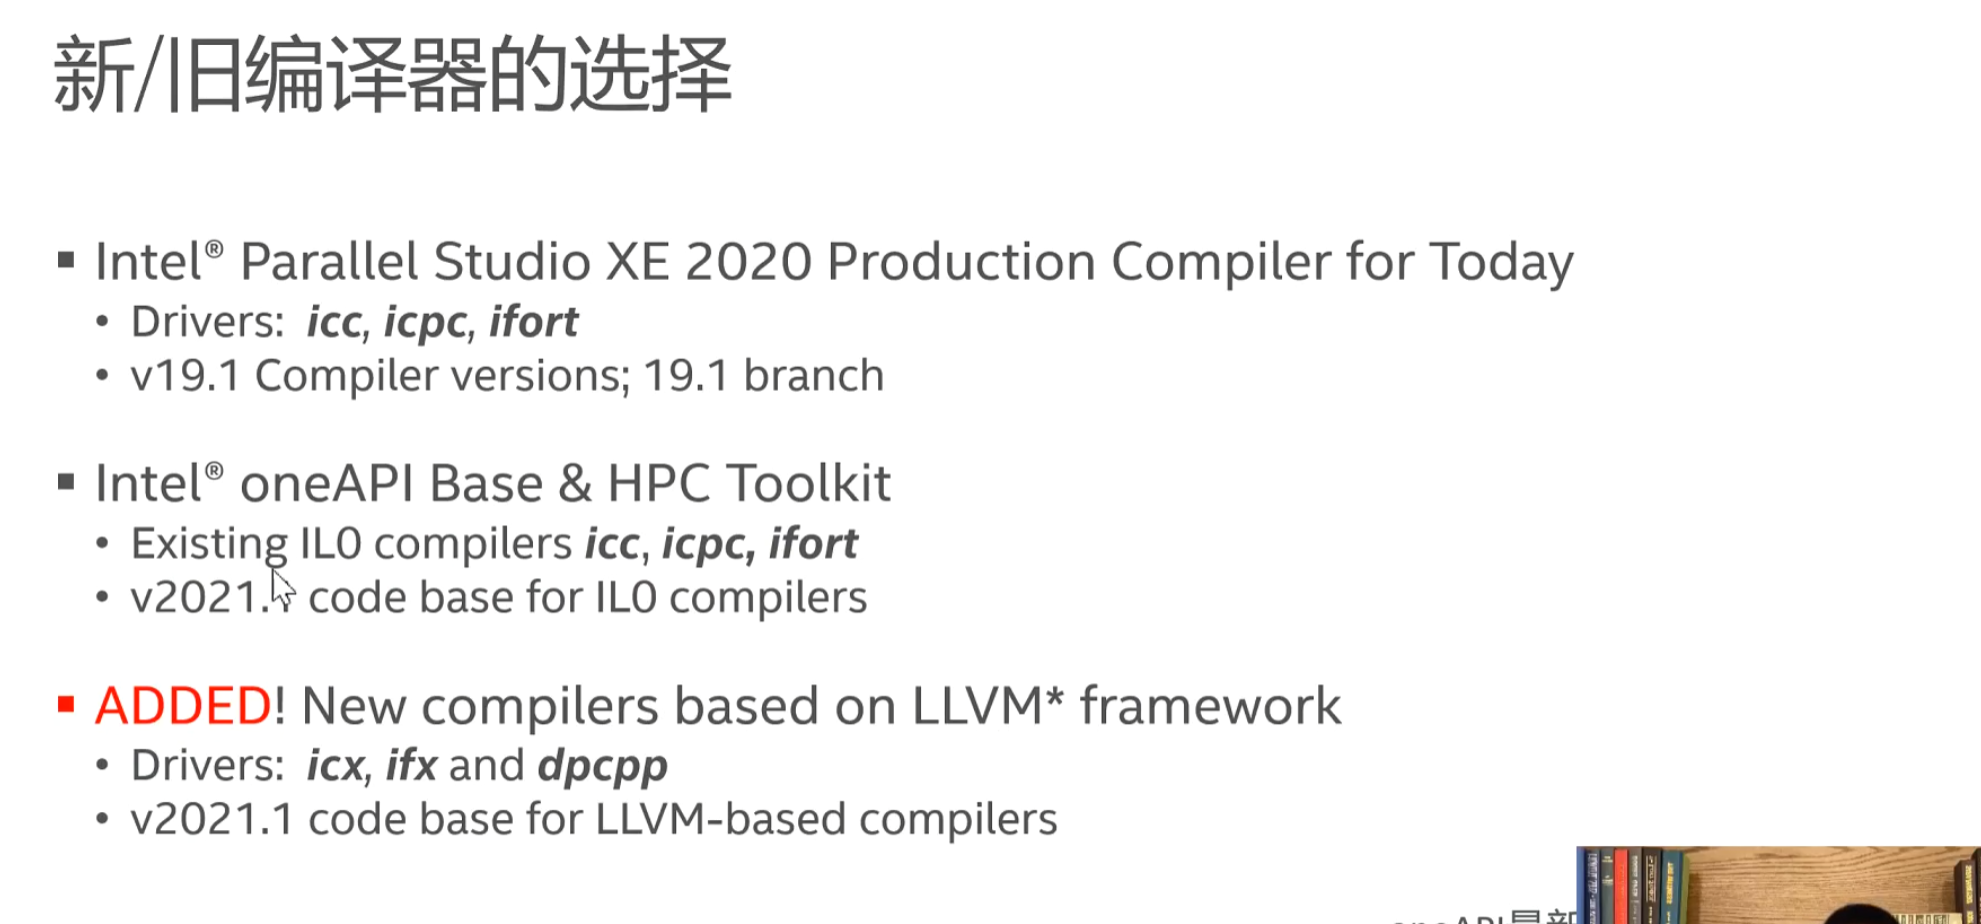 新/旧编译器的选择
▪ Intel® Parallel Studio XE 2020 Production Compiler for Today
• Drivers: icc, icpc, ifort
• v19.1 Compiler versions; 19.1 branch
▪ Intel® oneAPI Base & HPC Toolkit
• Existing IL0 compilers icc, icpc, ifort
• v2021.1 code base for IL0 compilers
▪ ADDED! New compilers based on LLVM* framework
• Drivers: icx, ifx and dpcpp
• v2021.1 code base for LLVM-based compilers
oneAPI最新